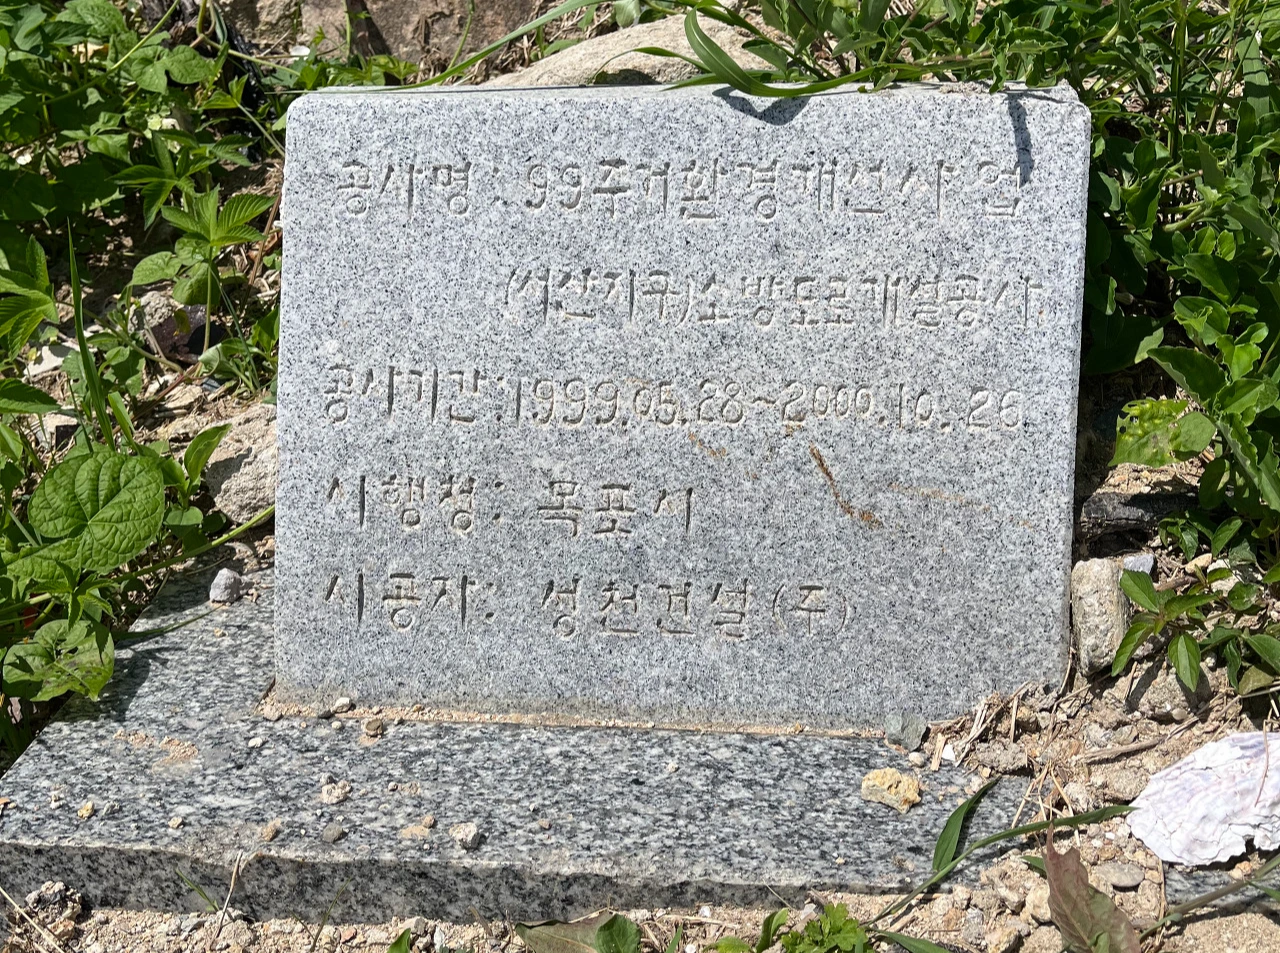 공사명: 99주거환경개선사업
(서산지구)소방도로개설공사
공사기간:1999.05.28~2000.10.26
시행청: 목포시
시공자: 성천건설(주)